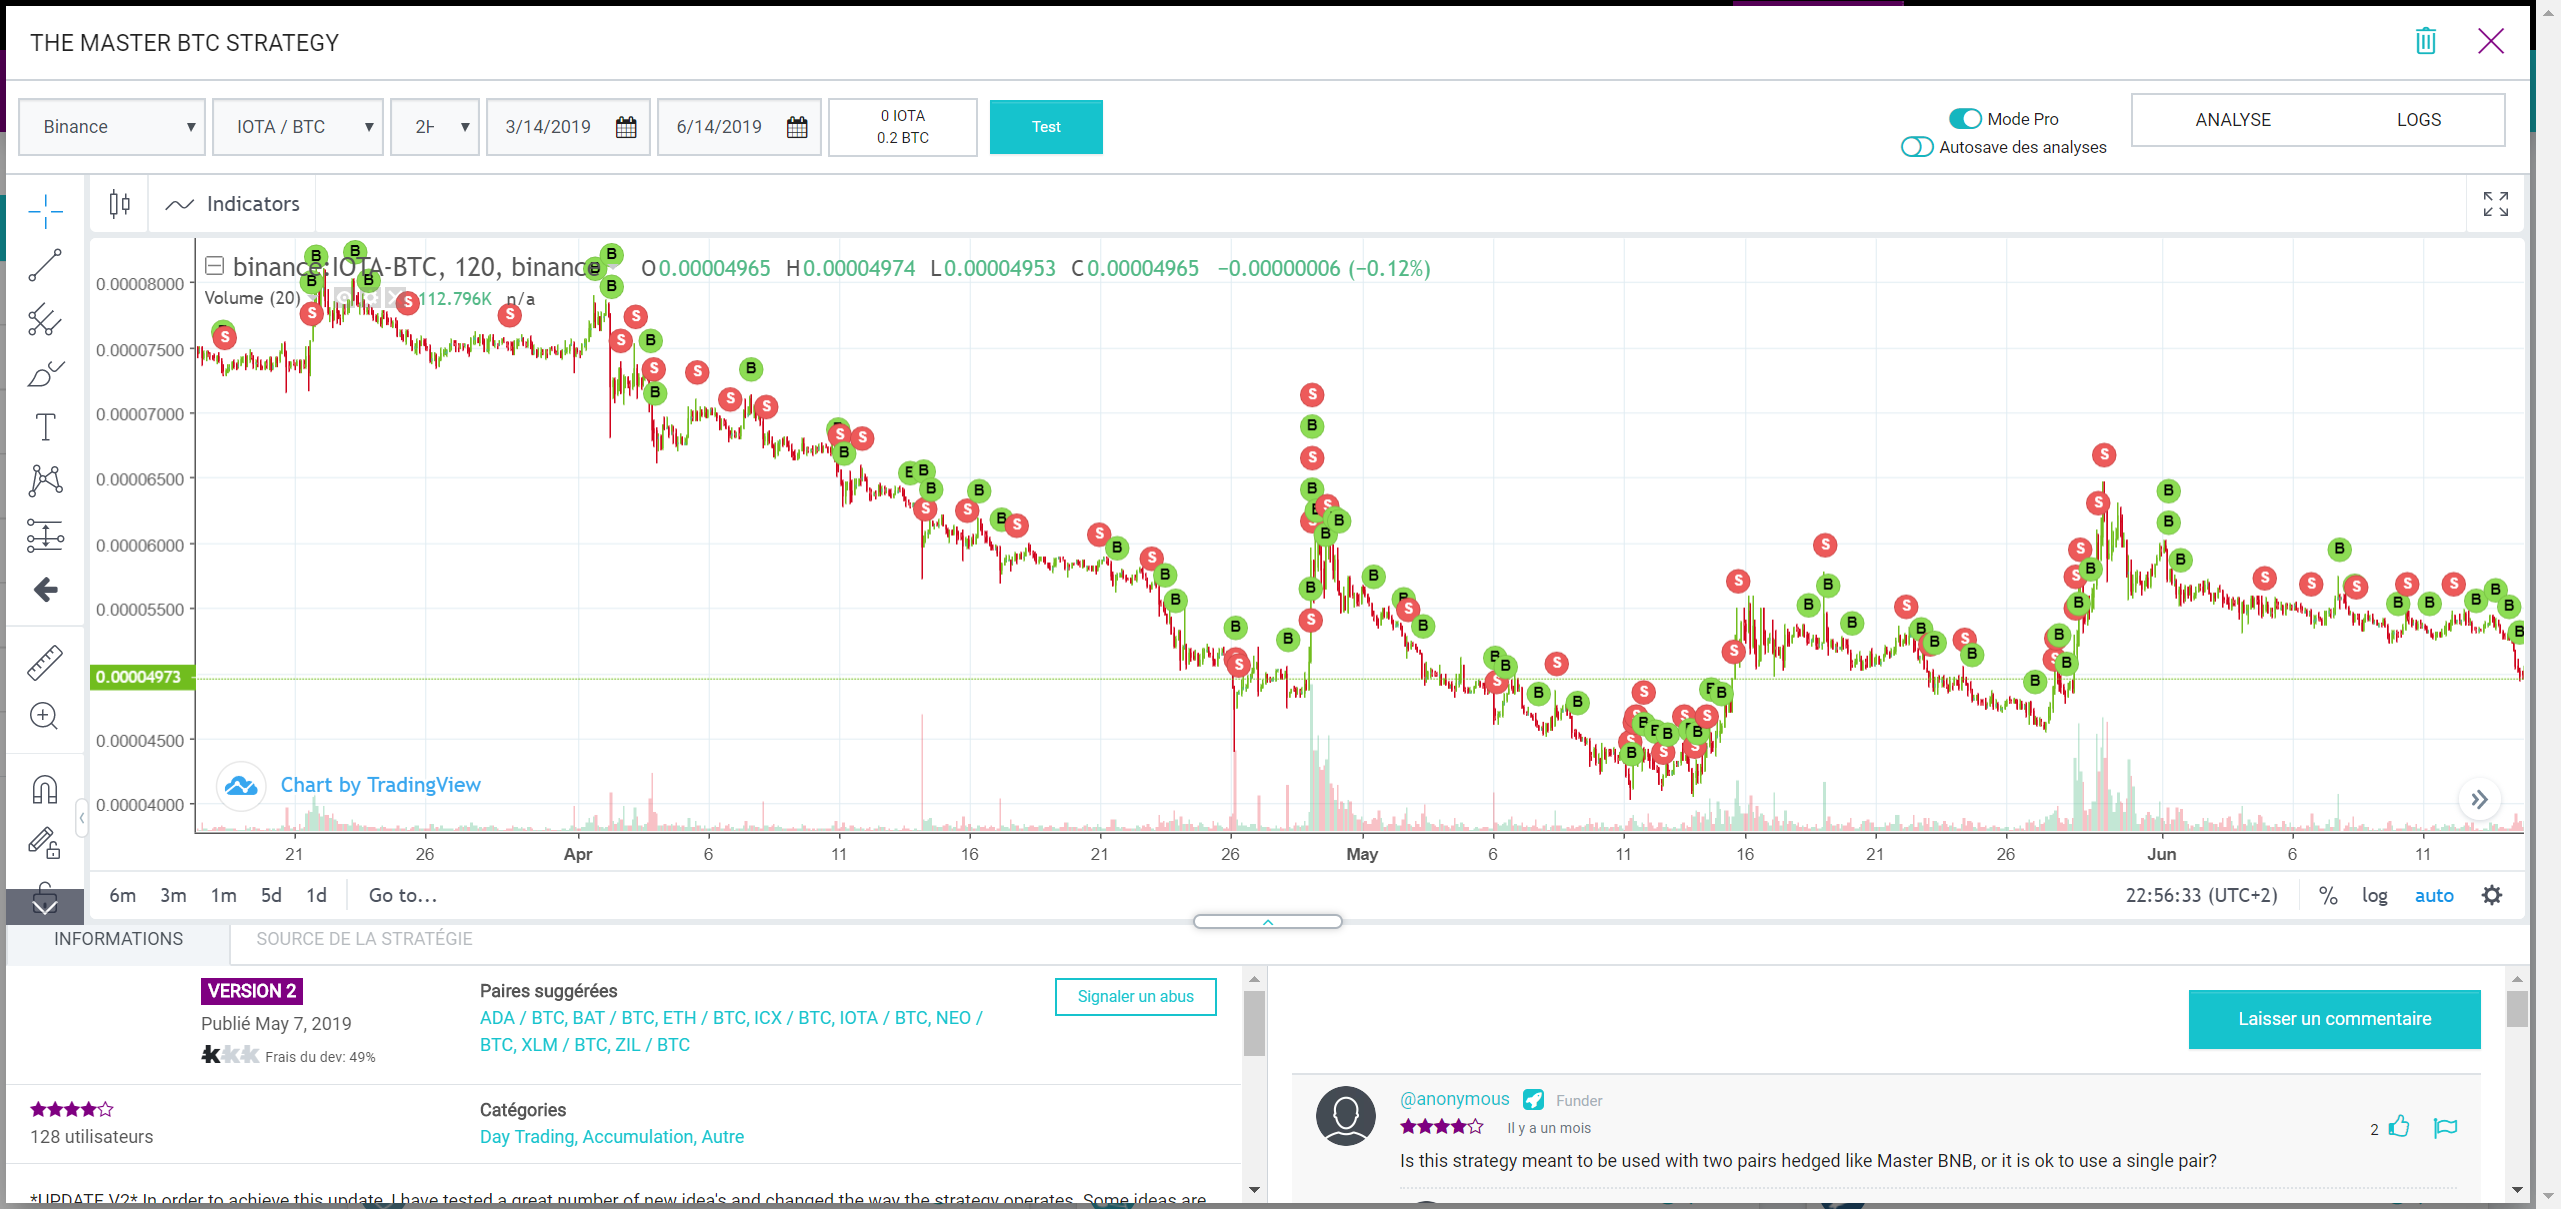 THE MASTER BTC STRATEGY
Binance
IOTA / BTC
3/14/2019
6/14/2019
0 IOTA
0.2 BTC
Test
Mode Pro
Autosave des analyses
ANALYSE
LOGS
Indicators
binance:IOTA-BTC, 120, binance O0.00004965 H0.00004974 L0.00004953 C0.00004965 −0.00000006 (−0.12%)
Volume (20) 112.796K n/a
0.00008000
0.00007500
0.00007000
0.00006500
0.00006000
0.00005500
0.00004973
0.00004500
0.00004000
Chart by TradingView
21 26 Apr 6 11 16 21 26 May 6 11 16 21 26 Jun 6 11
6m 3m 1m 5d 1d Go to...
22:56:33 (UTC+2) % log auto
INFORMATIONS
SOURCE DE LA STRATÉGIE
VERSION 2
Publié May 7, 2019
Frais du dev: 49%
Paires suggérées
ADA / BTC, BAT / BTC, ETH / BTC, ICX / BTC, IOTA / BTC, NEO /
BTC, XLM / BTC, ZIL / BTC
Signaler un abus
128 utilisateurs
Catégories
Day Trading, Accumulation, Autre
*UPDATE V2* In order to achieve this update, I have tested a great number of new idea's and changed the way the strategy operates. Some ideas are
Laisser un commentaire
@anonymous Funder
Il y a un mois
2
Is this strategy meant to be used with two pairs hedged like Master BNB, or it is ok to use a single pair?